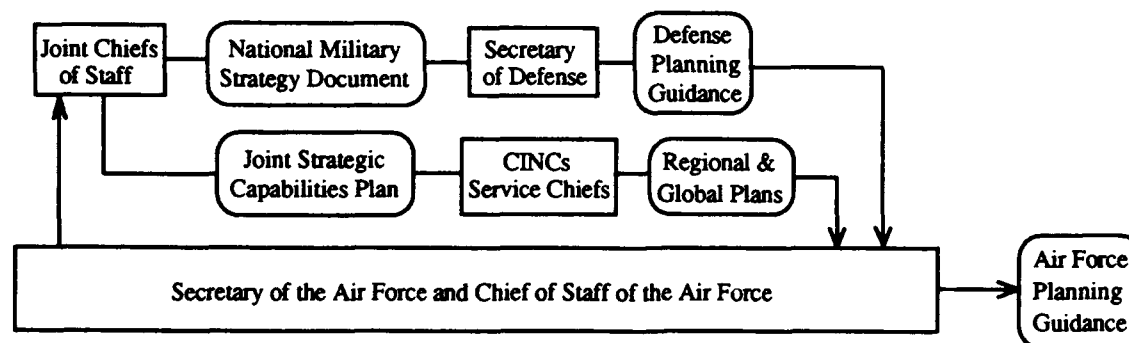 Joint Chiefs
of Staff
National Military
Strategy Document
Secretary
of Defense
Defense
Planning
Guidance
Joint Strategic
Capabilities Plan
CINCs
Service Chiefs
Regional &
Global Plans
Secretary of the Air Force and Chief of Staff of the Air Force
Air Force
Planning
Guidance